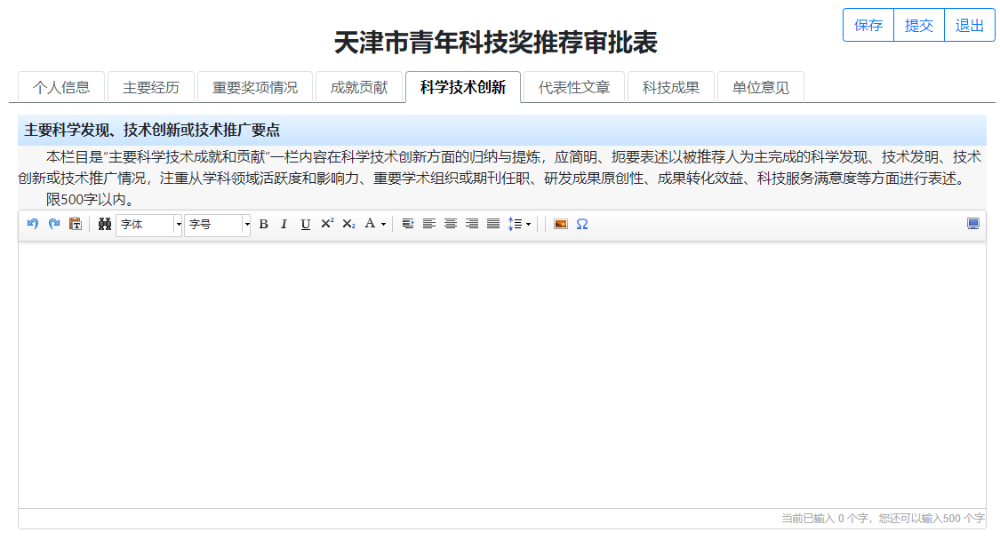 保存 提交 退出
天津市青年科技奖推荐审批表
个人信息 主要经历 重要奖项情况 成就贡献 科学技术创新 代表性文章 科技成果 单位意见
主要科学发现、技术创新或技术推广要点
本栏目是“主要科学技术成就和贡献”一栏内容在科学技术创新方面的归纳与提炼，应简明、扼要表述以被推荐人为主完成的科学发现、技术发明、技术
创新或技术推广情况，注重从学科领域活跃度和影响力、重要学术组织或期刊任职、研发成果原创性、成果转化效益、科技服务满意度等方面进行表述。
限500字以内。
字体 字号 B I U X² X₂ A Ω
当前已输入 0 个字，您还可以输入500 个字